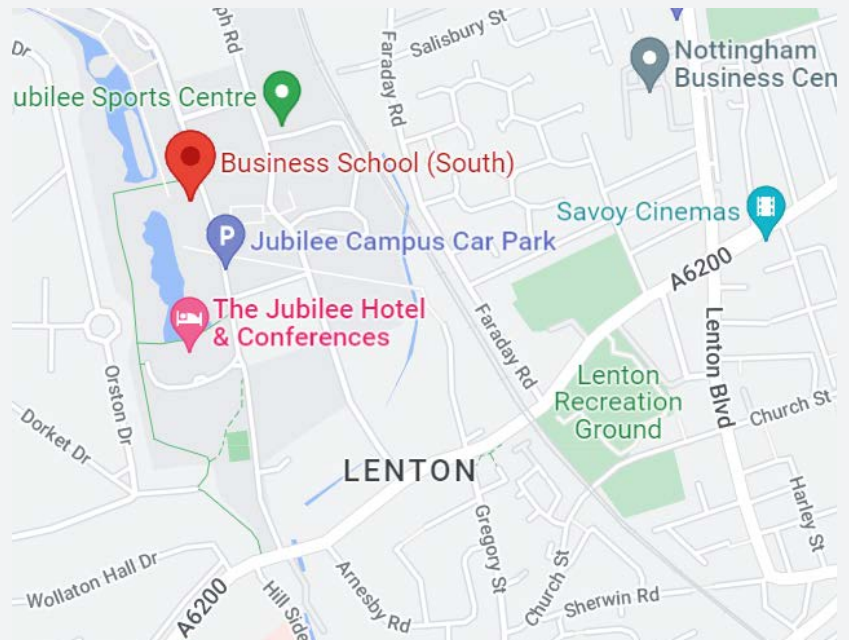 Dr
ph Rd
Faraday Rd
Salisbury St
Nottingham
Business Cen
ubilee Sports Centre
Business School (South)
Savoy Cinemas
Jubilee Campus Car Park
A6200
The Jubilee Hotel
& Conferences
Faraday Rd
Lenton Blvd
Orston Dr
Lenton
Recreation
Ground
Church St
Dorket Dr
LENTON
Harley St
Gregory St
Wollaton Hall Dr
A6200
Hill Side
Arnesby Rd
Church St
Sherwin Rd
P